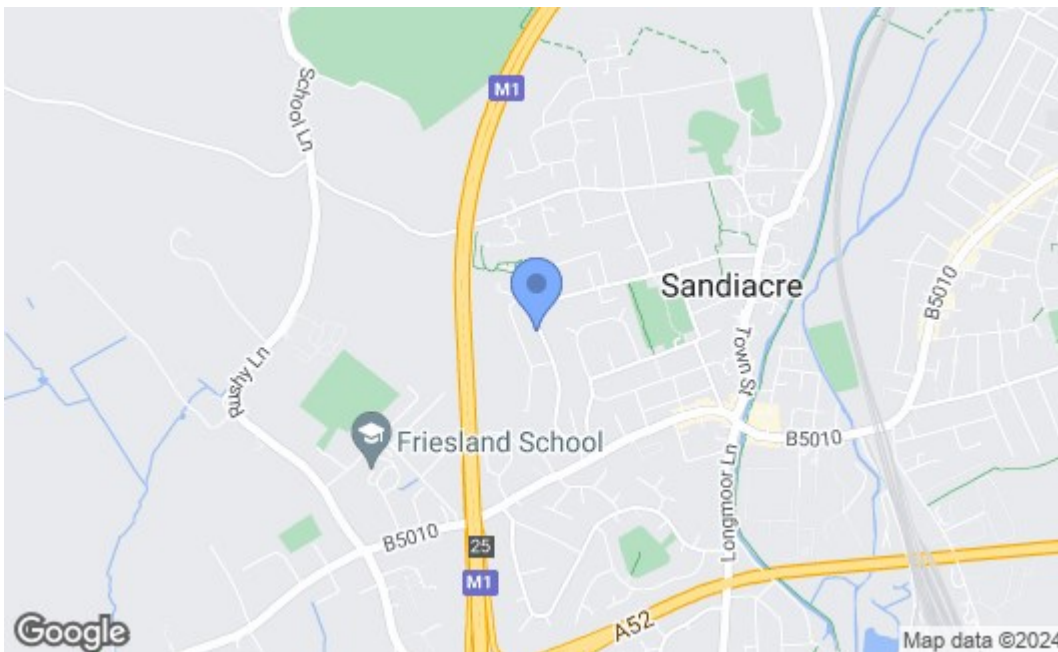 M1
School Ln
Sandiacre
B5010
Town St
Rushy Ln
Friesland School
B5010
Longmoor Ln
B5010
25
M1
A52
Google
Map data ©2024